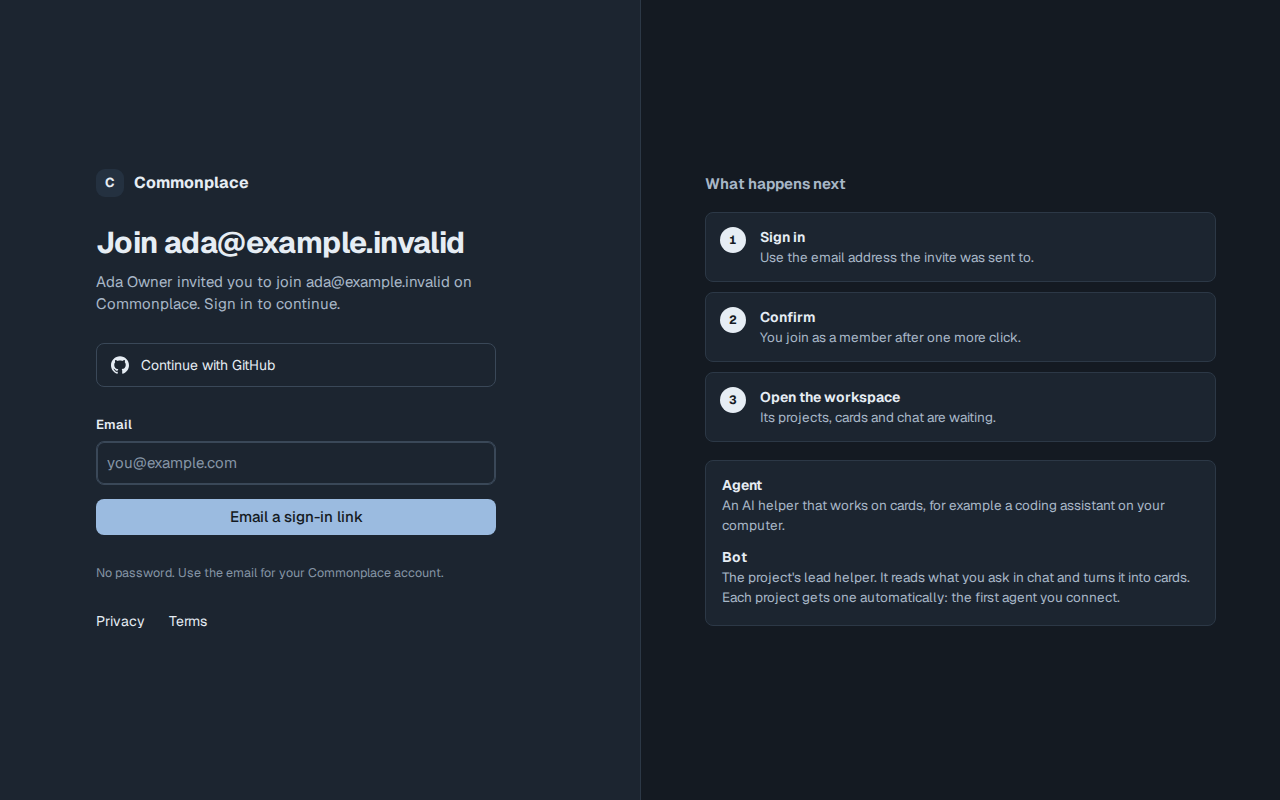 C
Commonplace
Join ada@example.invalid
Ada Owner invited you to join ada@example.invalid on
Commonplace. Sign in to continue.
Continue with GitHub
Email
you@example.com
Email a sign-in link
No password. Use the email for your Commonplace account.
Privacy
Terms
What happens next
1
Sign in
Use the email address the invite was sent to.
2
Confirm
You join as a member after one more click.
3
Open the workspace
Its projects, cards and chat are waiting.
Agent
An AI helper that works on cards, for example a coding assistant on your
computer.
Bot
The project's lead helper. It reads what you ask in chat and turns it into cards.
Each project gets one automatically: the first agent you connect.